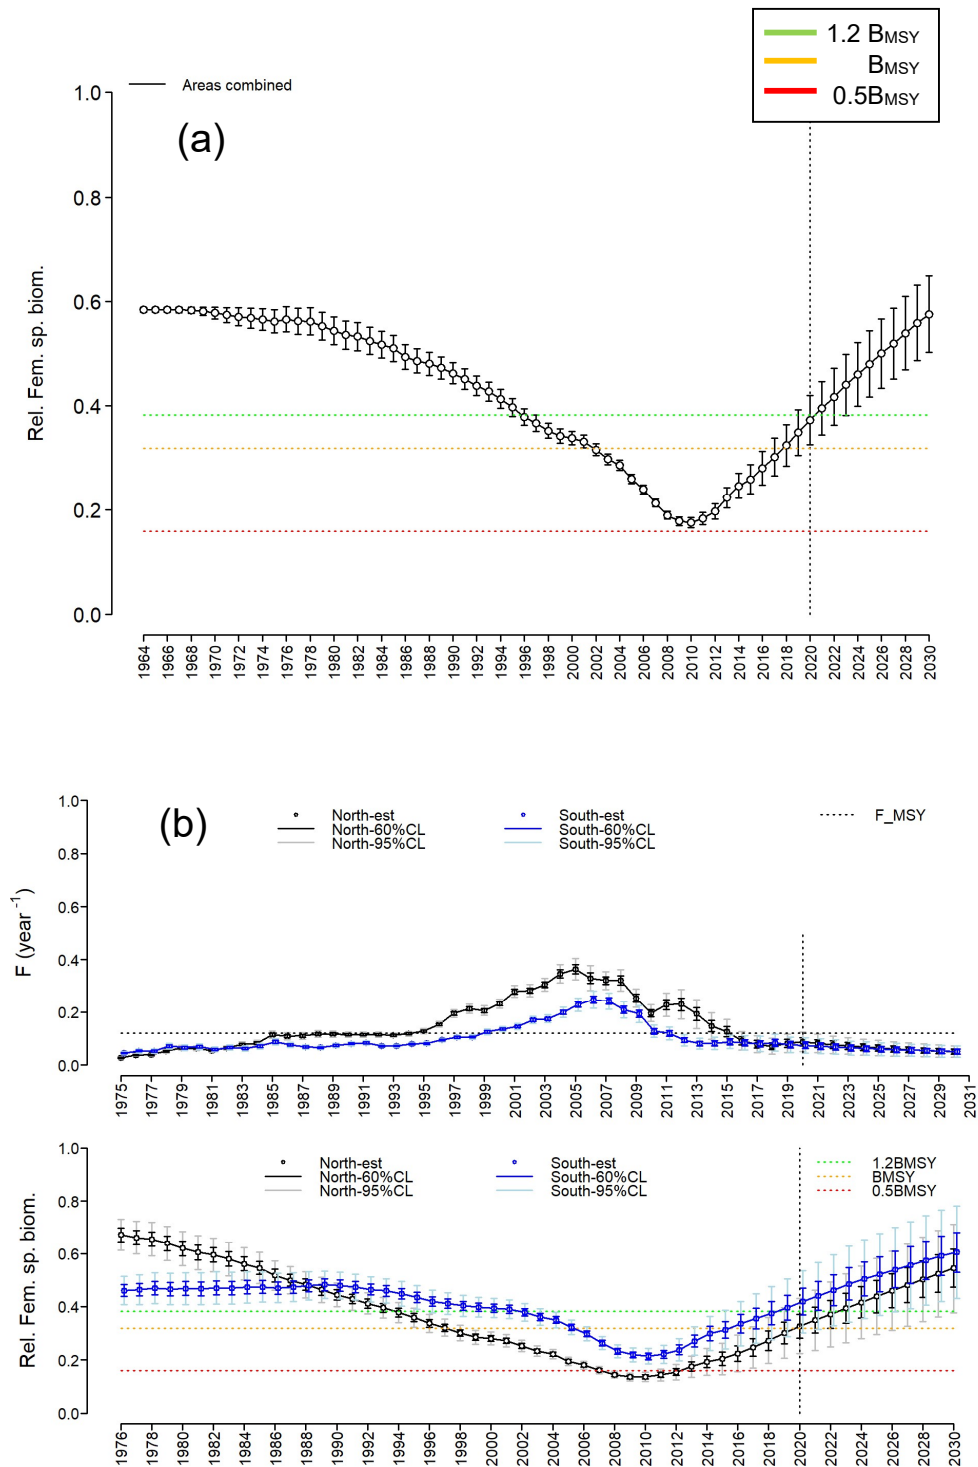 1.2 BMSY
BMSY
0.5BMSY
Areas combined
(a)
Rel. Fem. sp. biom.
1.0
0.8
0.6
0.4
0.2
0.0
1964 1966 1968 1970 1972 1974 1976 1978 1980 1982 1984 1986 1988 1990 1992 1994 1996 1998 2000 2002 2004 2006 2008 2010 2012 2014 2016 2018 2020 2022 2024 2026 2028 2030
(b)
North-est South-est F_MSY
North-60%CL South-60%CL
North-95%CL South-95%CL
F (year -1)
1.0
0.8
0.6
0.4
0.2
0.0
1975 1977 1979 1981 1983 1985 1987 1989 1991 1993 1995 1997 1999 2001 2003 2005 2007 2009 2011 2013 2015 2017 2019 2021 2023 2025 2027 2029 2031
North-est South-est 1.2BMSY
North-60%CL South-60%CL BMSY
North-95%CL South-95%CL 0.5BMSY
Rel. Fem. sp. biom.
1.0
0.8
0.6
0.4
0.2
0.0
1976 1978 1980 1982 1984 1986 1988 1990 1992 1994 1996 1998 2000 2002 2004 2006 2008 2010 2012 2014 2016 2018 2020 2022 2024 2026 2028 2030